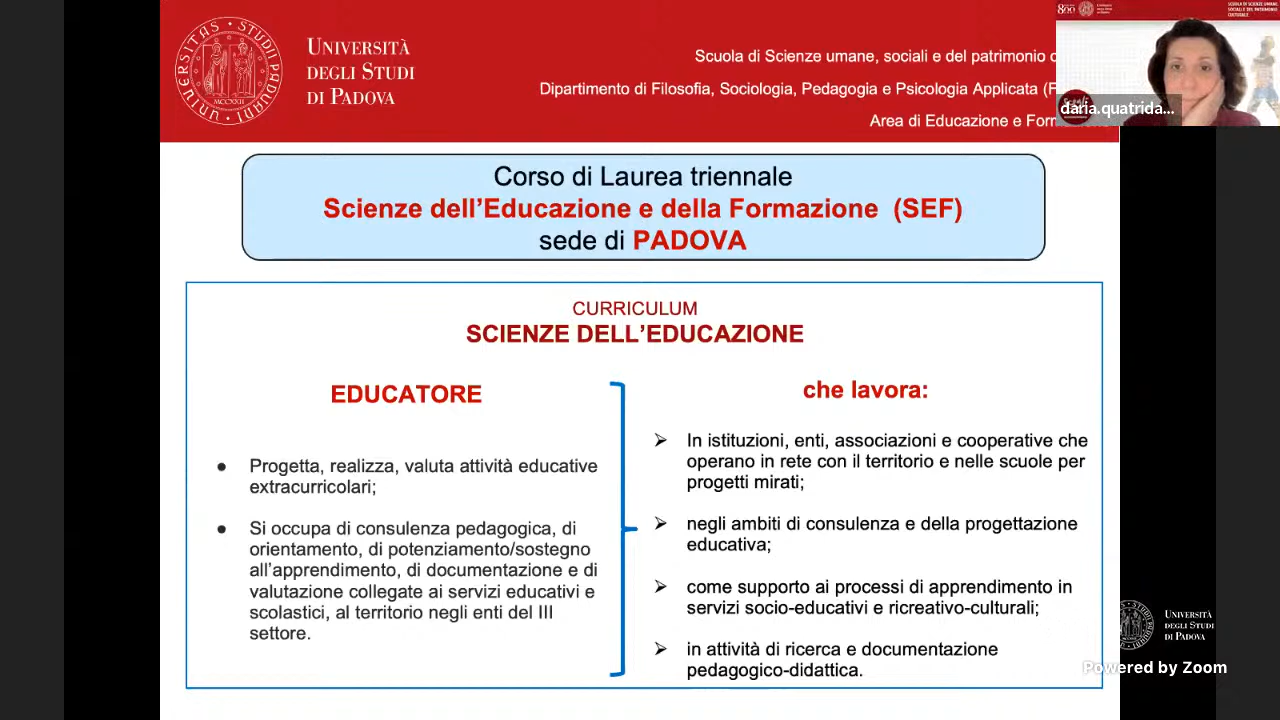 UNIVERSITÀ
DEGLI STUDI
DI PADOVA
Scuola di Scienze umane, sociali e del patrimonio
Dipartimento di Filosofia, Sociologia, Pedagogia e Psicologia Applicata
Area di Educazione e
daria.quatrida...
Corso di Laurea triennale
Scienze dell'Educazione e della Formazione (SEF)
sede di PADOVA
CURRICULUM
SCIENZE DELL'EDUCAZIONE
EDUCATORE
● Progetta, realizza, valuta attività educative
extracurricolari;
● Si occupa di consulenza pedagogica, di
orientamento, di potenziamento/sostegno
all'apprendimento, di documentazione e di
valutazione collegate ai servizi educativi e
scolastici, al territorio negli enti del III
settore.
che lavora:
➢ In istituzioni, enti, associazioni e cooperative che
operano in rete con il territorio e nelle scuole per
progetti mirati;
➢ negli ambiti di consulenza e della progettazione
educativa;
➢ come supporto ai processi di apprendimento in
servizi socio-educativi e ricreativo-culturali;
➢ in attività di ricerca e documentazione
pedagogico-didattica.
UNIVERSITÀ
DEGLI STUDI
DI PADOVA
Powered by Zoom